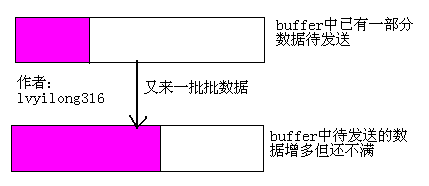 buffer中已有一部分
数据待发送
作者:
lvyilong316
又来一批批数据
buffer中待发送的数
据增多但还不满